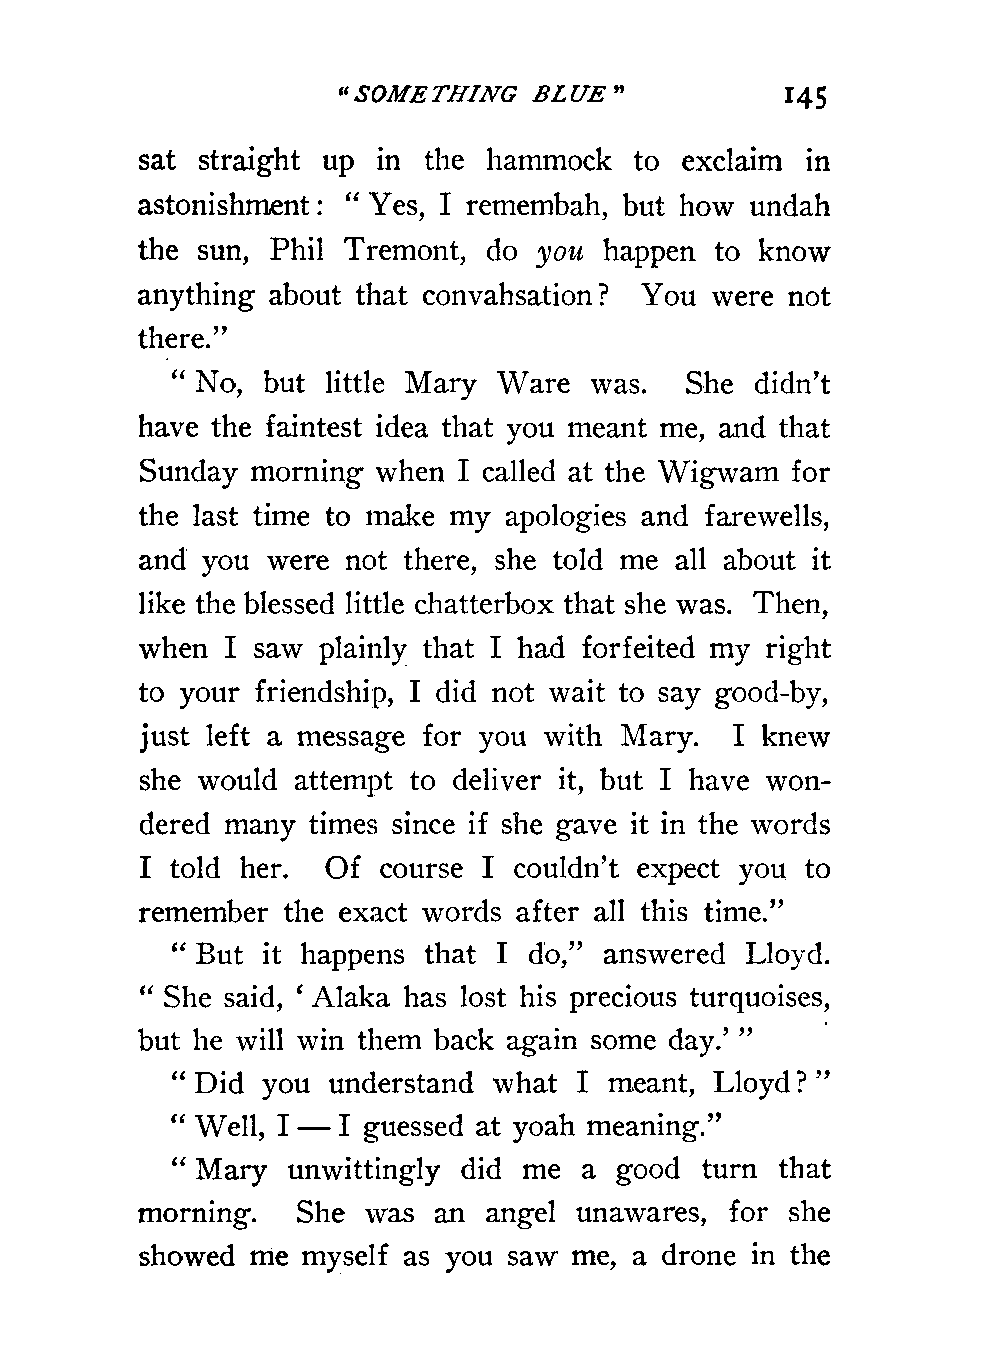 "SOMETHING BLUE" 145
sat straight up in the hammock to exclaim in
astonishment: "Yes, I remembah, but how undah
the sun, Phil Tremont, do you happen to know
anything about that convahsation? You were not
there."
"No, but little Mary Ware was. She didn't
have the faintest idea that you meant me, and that
Sunday morning when I called at the Wigwam for
the last time to make my apologies and farewells,
and you were not there, she told me all about it
like the blessed little chatterbox that she was. Then,
when I saw plainly that I had forfeited my right
to your friendship, I did not wait to say good-by,
just left a message for you with Mary. I knew
she would attempt to deliver it, but I have won-
dered many times since if she gave it in the words
I told her. Of course I couldn't expect you to
remember the exact words after all this time."
"But it happens that I do," answered Lloyd.
"She said, 'Alaka has lost his precious turquoises,
but he will win them back again some day.'"
"Did you understand what I meant, Lloyd?"
"Well, I — I guessed at yoah meaning."
"Mary unwittingly did me a good turn that
morning. She was an angel unawares, for she
showed me myself as you saw me, a drone in the